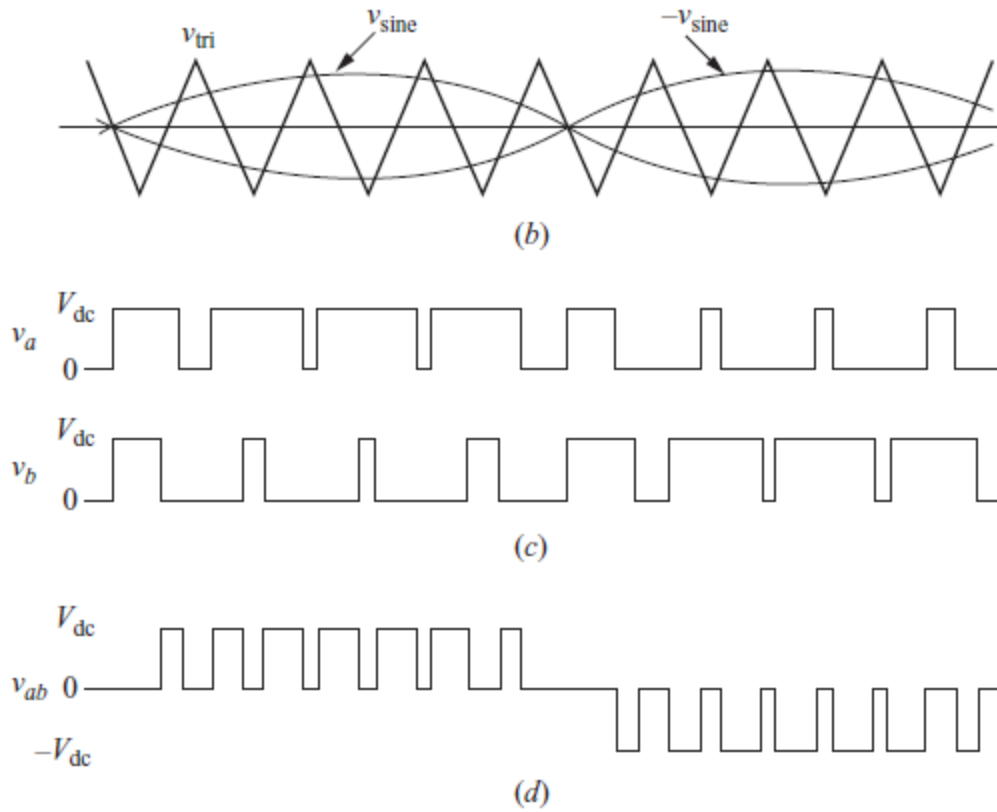 v_tri
v_sine
–v_sine
(b)
V_dc
v_a
0
V_dc
v_b
0
(c)
V_dc
v_ab 0
–V_dc
(d)